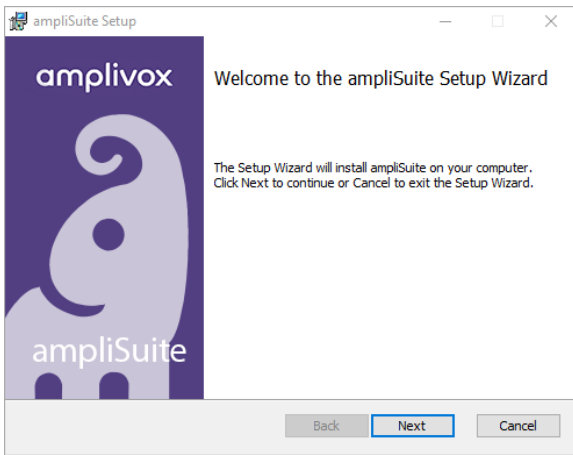 ampliSuite Setup
amplivox
Welcome to the ampliSuite Setup Wizard
The Setup Wizard will install ampliSuite on your computer.
Click Next to continue or Cancel to exit the Setup Wizard.
ampliSuite
Back
Next
Cancel